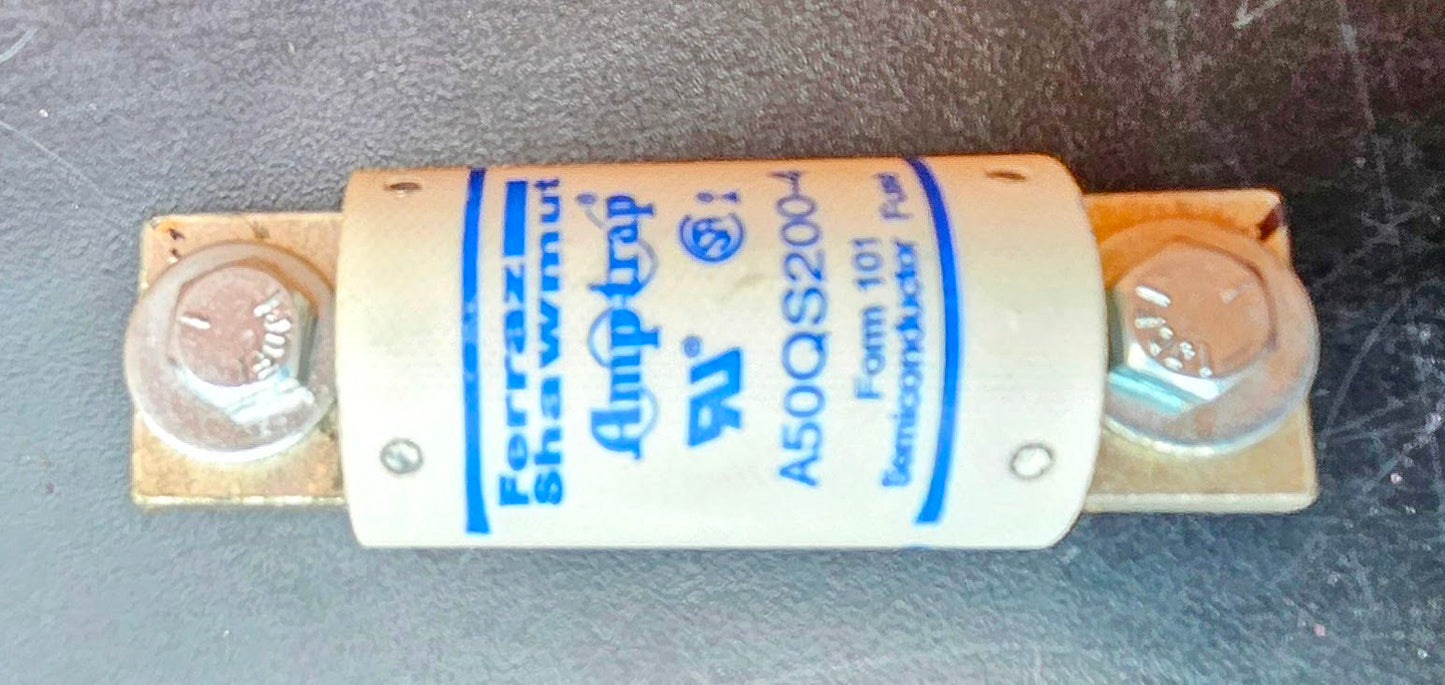 Ferraz
Shawmut
Amp-trap®
A50QS200-4
Form 101
Semiconductor Fuse